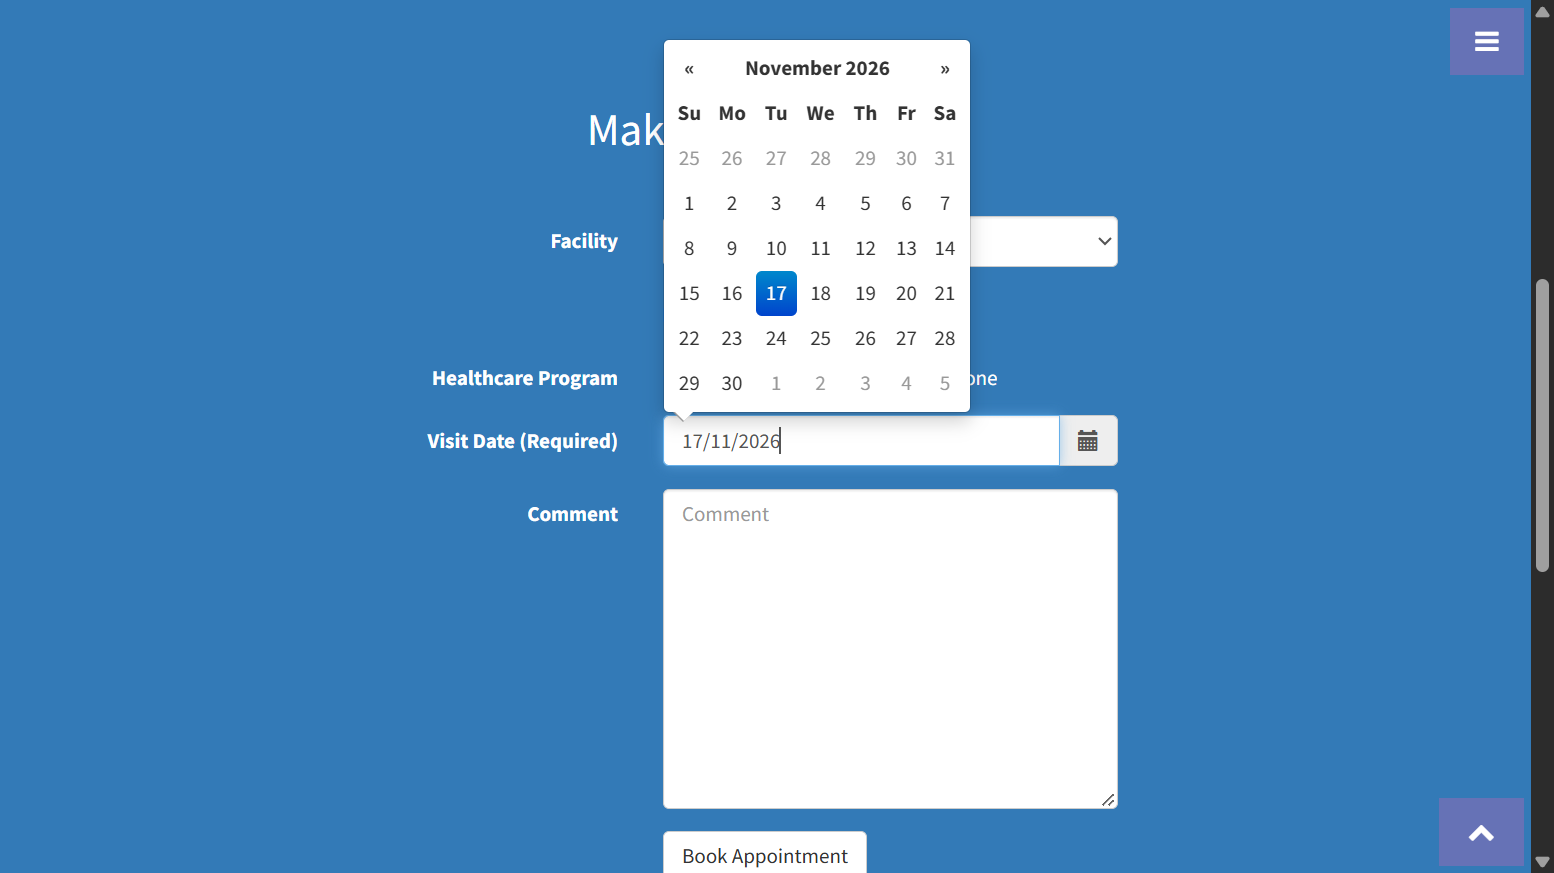 « November 2026 »
Su Mo Tu We Th Fr Sa
25 26 27 28 29 30 31
1 2 3 4 5 6 7
8 9 10 11 12 13 14
15 16 17 18 19 20 21
22 23 24 25 26 27 28
29 30 1 2 3 4 5
Mak
Facility
Healthcare Program
one
Visit Date (Required) 17/11/2026
Comment
Comment
Book Appointment